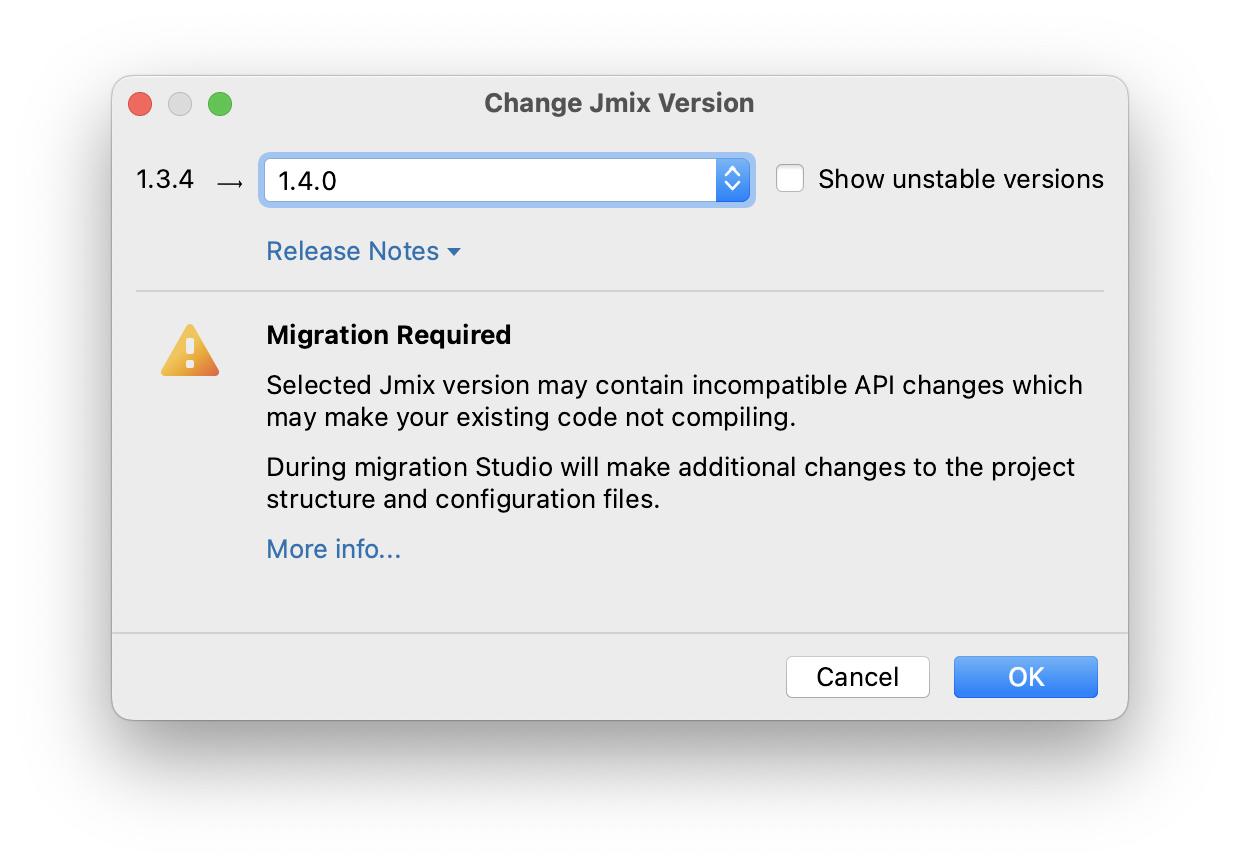 Change Jmix Version
1.3.4 → 1.4.0 Show unstable versions
Release Notes
Migration Required
Selected Jmix version may contain incompatible API changes which
may make your existing code not compiling.
During migration Studio will make additional changes to the project
structure and configuration files.
More info...
Cancel OK